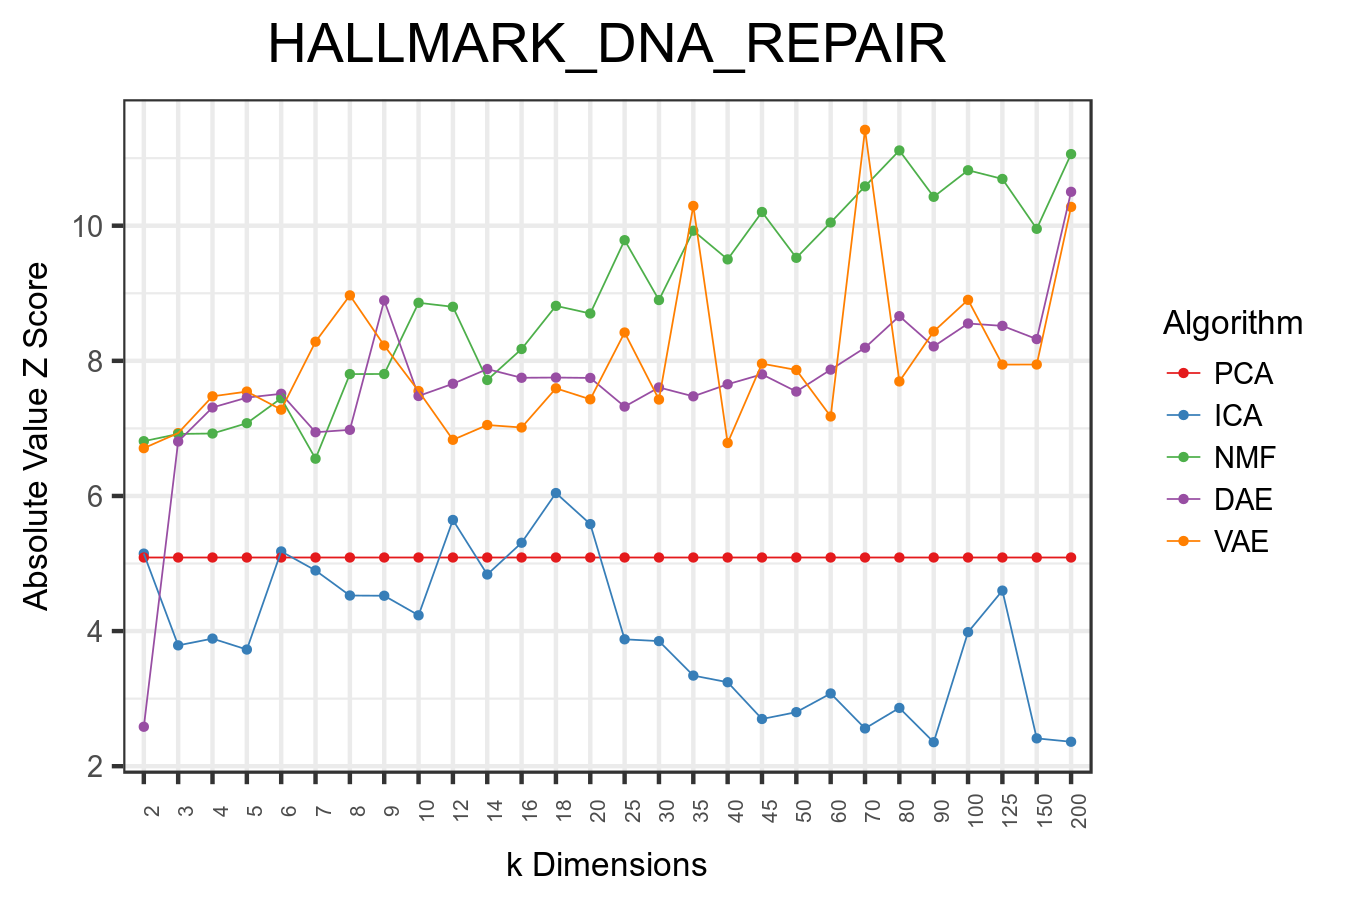 HALLMARK_DNA_REPAIR
Absolute Value Z Score
10
8
6
4
2
2 3 4 5 6 7 8 9 10 12 14 16 18 20 25 30 35 40 45 50 60 70 80 90 100 125 150 200
k Dimensions
Algorithm
PCA
ICA
NMF
DAE
VAE